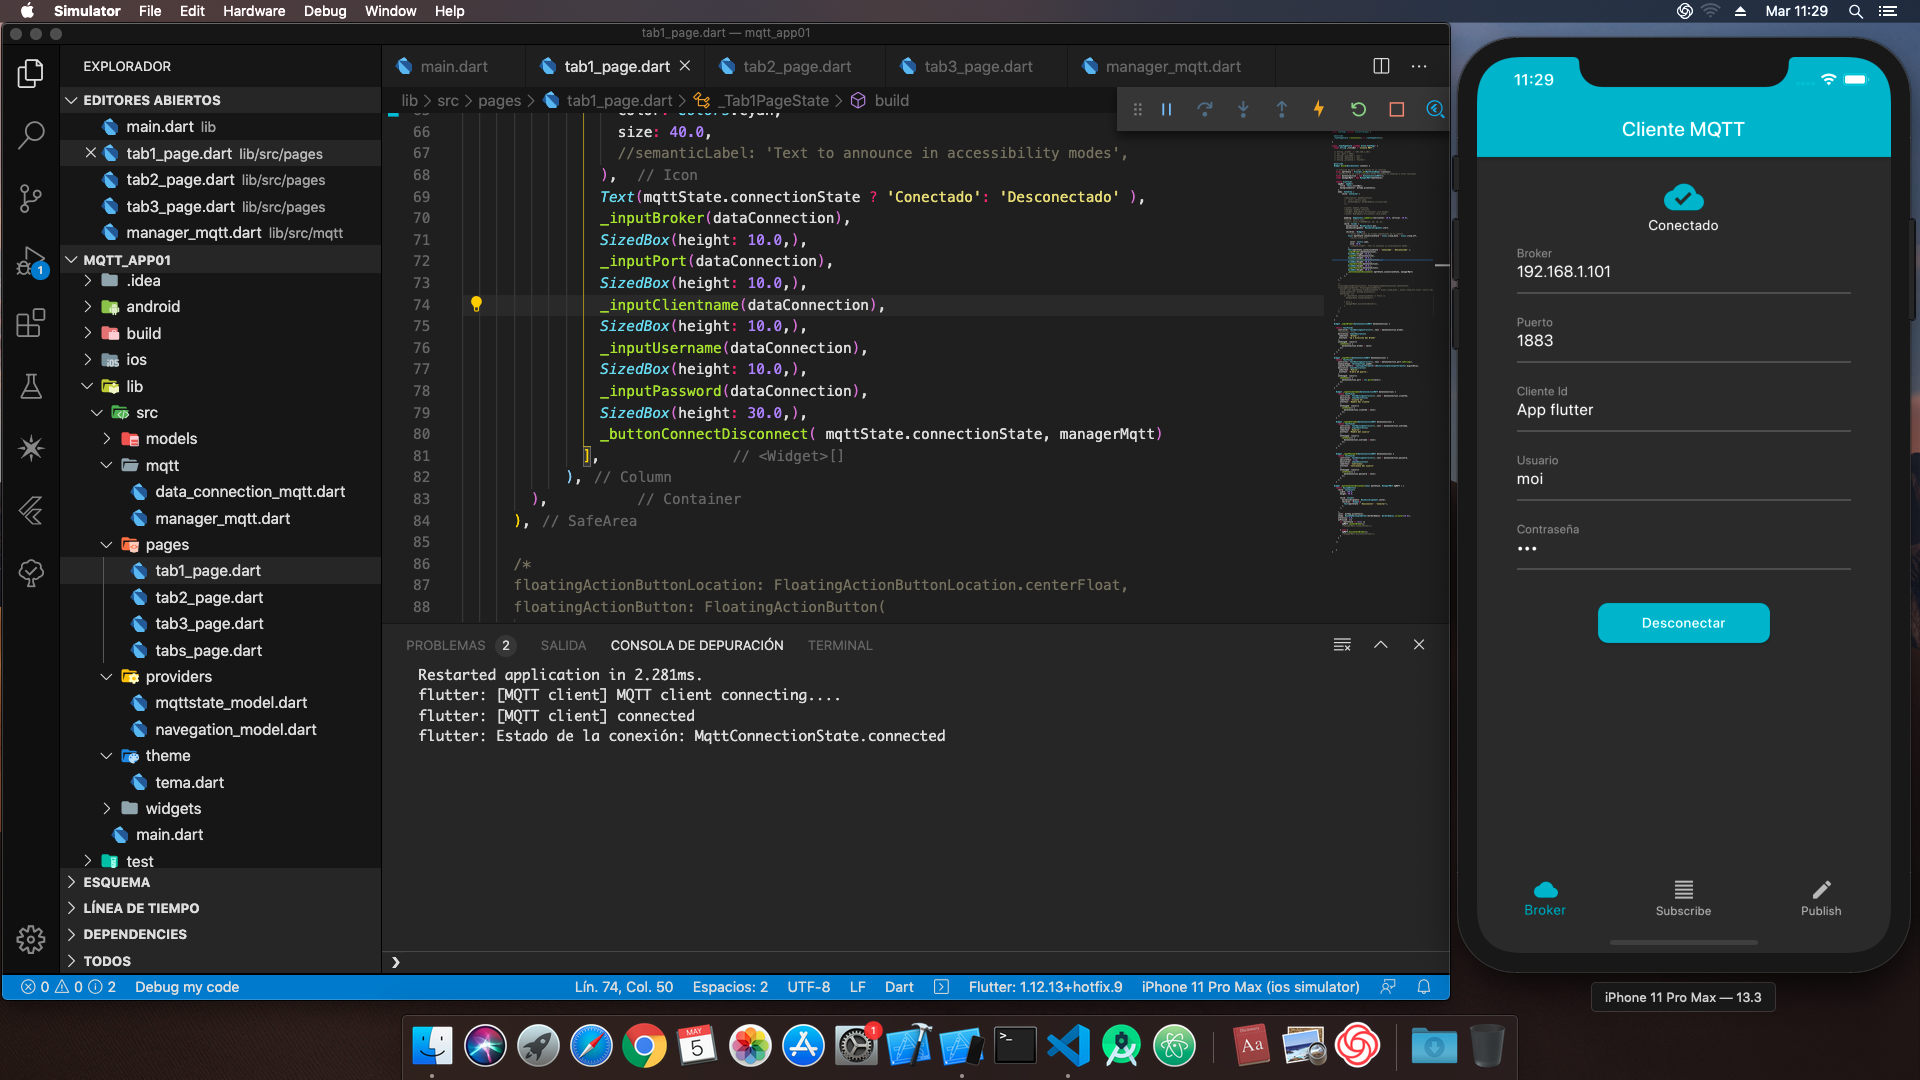 Simulator File Edit Hardware Debug Window Help
Mar 11:29
tab1_page.dart — mqtt_app01
EXPLORADOR
EDITORES ABIERTOS
main.dart lib
tab1_page.dart lib/src/pages
tab2_page.dart lib/src/pages
tab3_page.dart lib/src/pages
manager_mqtt.dart lib/src/mqtt
1
MQTT_APP01
.idea
android
build
ios
lib
src
models
mqtt
data_connection_mqtt.dart
manager_mqtt.dart
pages
tab1_page.dart
tab2_page.dart
tab3_page.dart
tabs_page.dart
providers
mqttstate_model.dart
navegation_model.dart
theme
tema.dart
widgets
main.dart
test
ESQUEMA
LÍNEA DE TIEMPO
DEPENDENCIES
TODOS
main.dart tab1_page.dart tab2_page.dart tab3_page.dart manager_mqtt.dart
lib > src > pages > tab1_page.dart > _Tab1PageState > build
66 size: 40.0,
67 //semanticLabel: 'Text to announce in accessibility modes',
68 ), // Icon
69 Text(mqttState.connectionState ? 'Conectado': 'Desconectado' ),
70 _inputBroker(dataConnection),
71 SizedBox(height: 10.0,),
72 _inputPort(dataConnection),
73 SizedBox(height: 10.0,),
74 _inputClientname(dataConnection),
75 SizedBox(height: 10.0,),
76 _inputUsername(dataConnection),
77 SizedBox(height: 10.0,),
78 _inputPassword(dataConnection),
79 SizedBox(height: 30.0,),
80 _buttonConnectDisconnect( mqttState.connectionState, managerMqtt)
81 ], // <Widget>[]
82 ), // Column
83 ), // Container
84 ), // SafeArea
85
86 /*
87 floatingActionButtonLocation: FloatingActionButtonLocation.centerFloat,
88 floatingActionButton: FloatingActionButton(
PROBLEMAS 2 SALIDA CONSOLA DE DEPURACIÓN TERMINAL
Restarted application in 2.281ms.
flutter: [MQTT client] MQTT client connecting....
flutter: [MQTT client] connected
flutter: Estado de la conexión: MqttConnectionState.connected
0 0 2 Debug my code
Lín. 74, Col. 50 Espacios: 2 UTF-8 LF Dart Flutter: 1.12.13+hotfix.9 iPhone 11 Pro Max (ios simulator)
11:29
Cliente MQTT
Conectado
Broker
192.168.1.101
Puerto
1883
Cliente Id
App flutter
Usuario
moi
Contraseña
•••
Desconectar
Broker Subscribe Publish
iPhone 11 Pro Max — 13.3
MAY
5
1
Aa